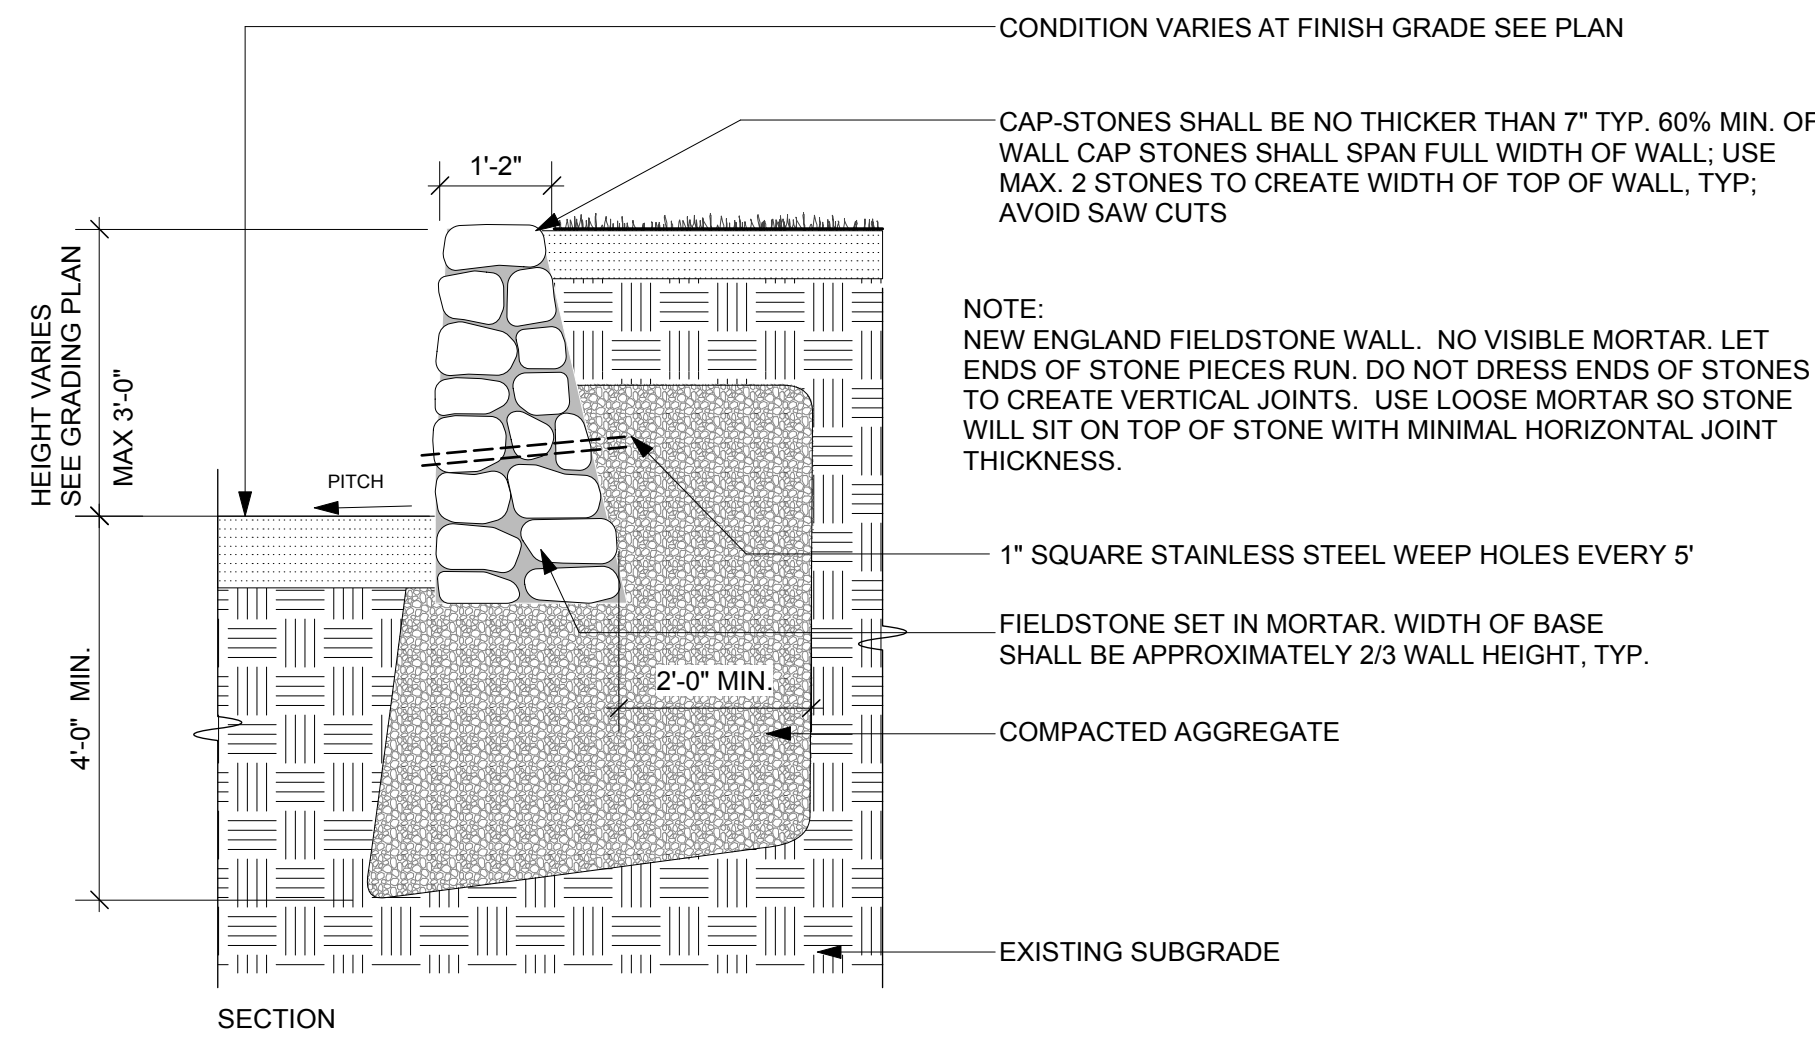 CONDITION VARIES AT FINISH GRADE SEE PLAN
CAP-STONES SHALL BE NO THICKER THAN 7" TYP. 60% MIN. OF
WALL CAP STONES SHALL SPAN FULL WIDTH OF WALL; USE
MAX. 2 STONES TO CREATE WIDTH OF TOP OF WALL, TYP;
AVOID SAW CUTS
1'-2"
HEIGHT VARIES
SEE GRADING PLAN
MAX 3'-0"
NOTE:
NEW ENGLAND FIELDSTONE WALL. NO VISIBLE MORTAR. LET
ENDS OF STONE PIECES RUN. DO NOT DRESS ENDS OF STONES
TO CREATE VERTICAL JOINTS. USE LOOSE MORTAR SO STONE
WILL SIT ON TOP OF STONE WITH MINIMAL HORIZONTAL JOINT
THICKNESS.
PITCH
1" SQUARE STAINLESS STEEL WEEP HOLES EVERY 5'
FIELDSTONE SET IN MORTAR. WIDTH OF BASE
SHALL BE APPROXIMATELY 2/3 WALL HEIGHT, TYP.
4'-0" MIN.
2'-0" MIN.
COMPACTED AGGREGATE
EXISTING SUBGRADE
SECTION